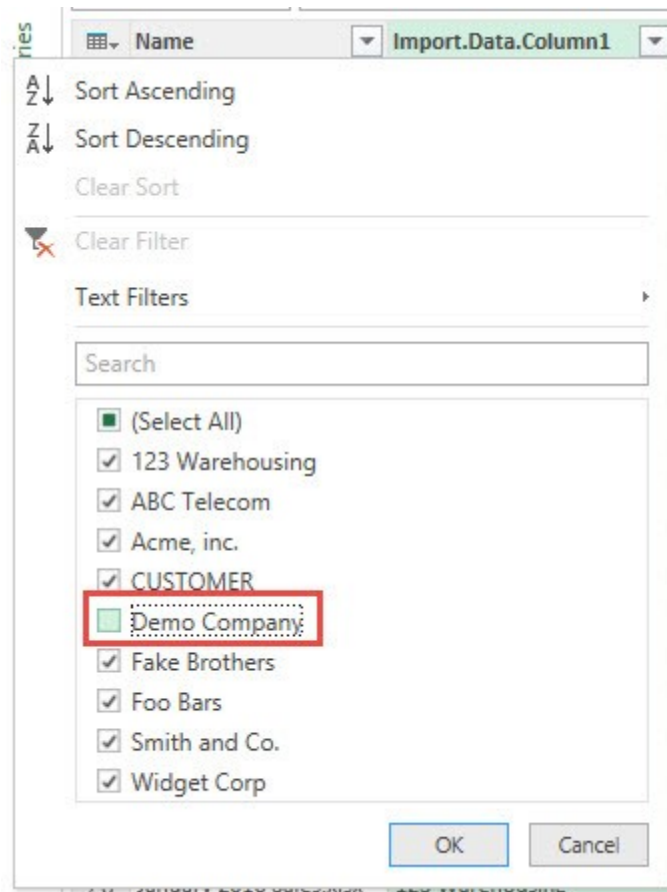 ries
Name Import.Data.Column1
Sort Ascending
Sort Descending
Clear Sort
Clear Filter
Text Filters
Search
(Select All)
123 Warehousing
ABC Telecom
Acme, inc.
CUSTOMER
Demo Company
Fake Brothers
Foo Bars
Smith and Co.
Widget Corp
OK Cancel